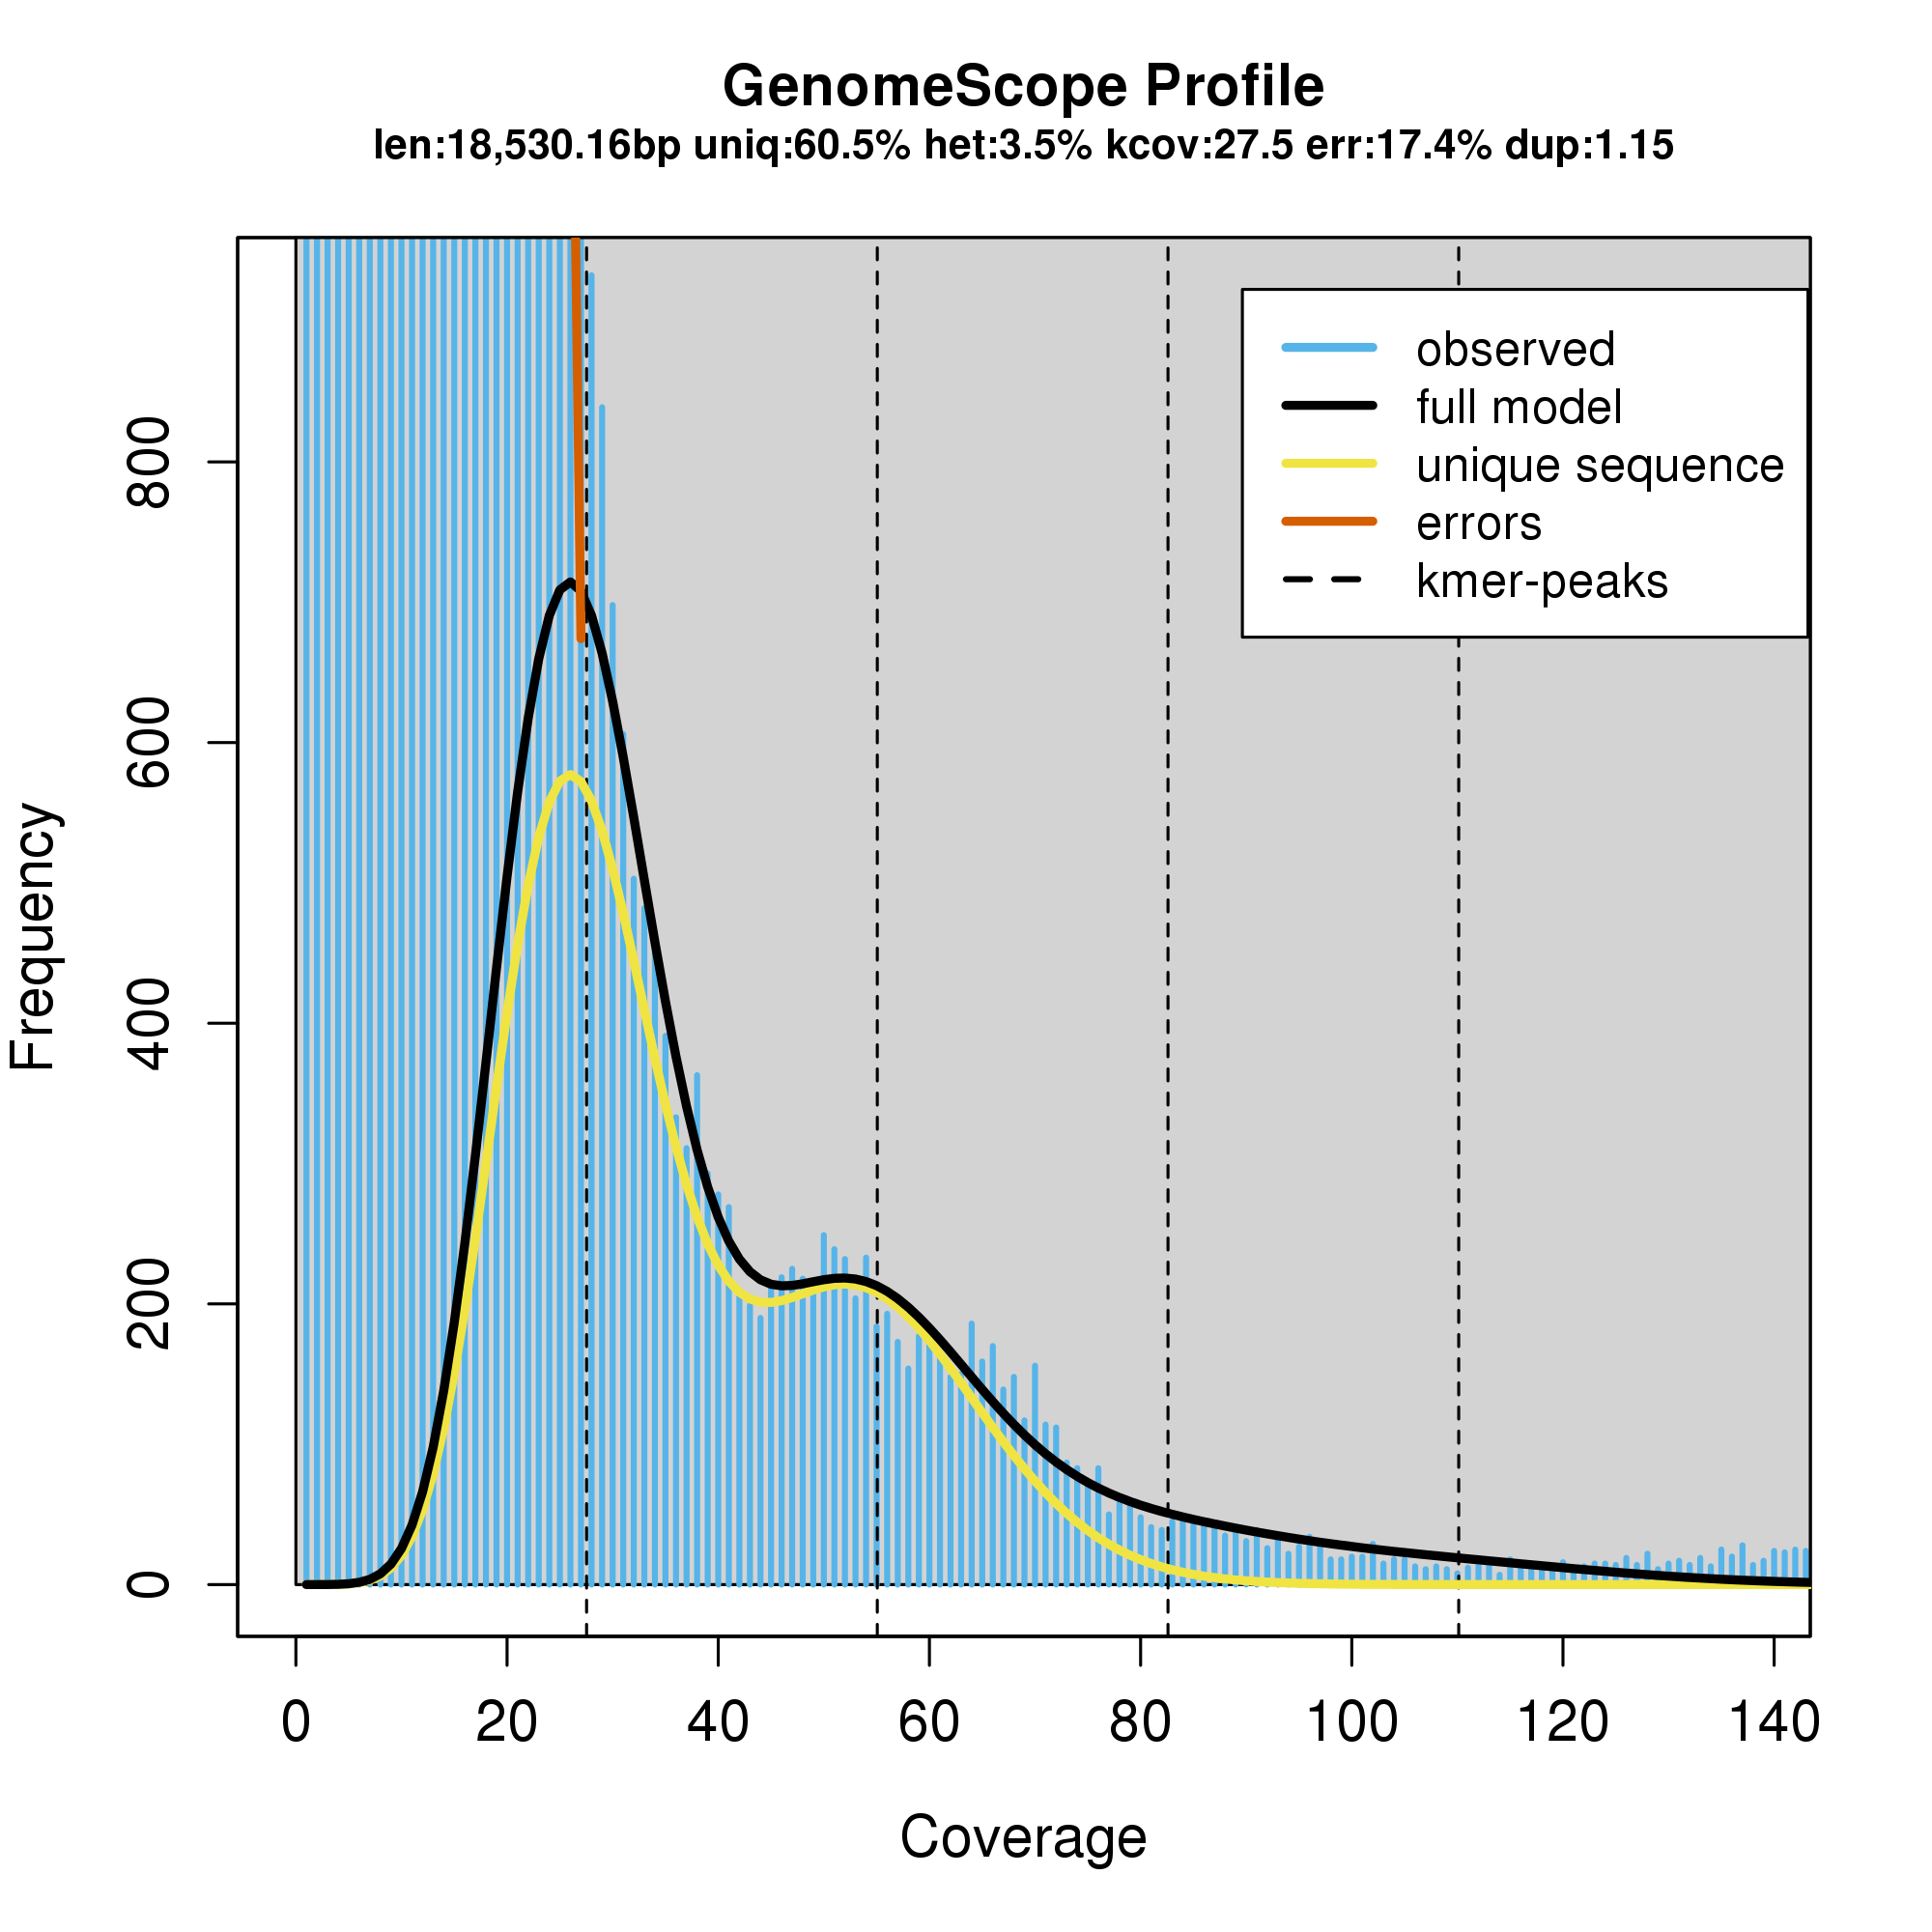 GenomeScope Profile
len:18,530.16bp uniq:60.5% het:3.5% kcov:27.5 err:17.4% dup:1.15
observed
full model
unique sequence
errors
kmer-peaks
Frequency
800
600
400
200
0
0 20 40 60 80 100 120 140
Coverage